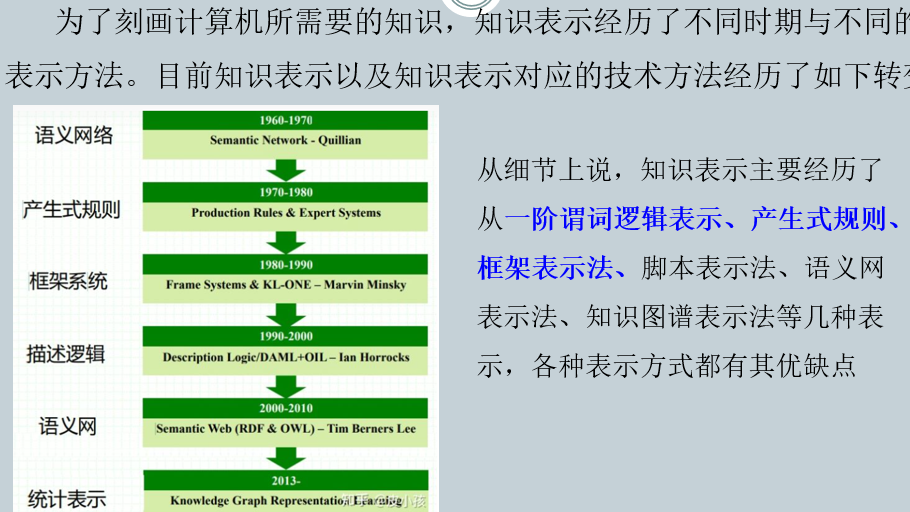 为了刻画计算机所需要的知识，知识表示经历了不同时期与不同的
表示方法。目前知识表示以及知识表示对应的技术方法经历了如下转变
语义网络
1960-1970
Semantic Network - Quillian
产生式规则
1970-1980
Production Rules & Expert Systems
框架系统
1980-1990
Frame Systems & KL-ONE – Marvin Minsky
描述逻辑
1990-2000
Description Logic/DAML+OIL – Ian Horrocks
语义网
2000-2010
Semantic Web (RDF & OWL) – Tim Berners Lee
统计表示
2013-
Knowledge Graph Representation Learning
从细节上说，知识表示主要经历了
从一阶谓词逻辑表示、产生式规则、
框架表示法、脚本表示法、语义网
表示法、知识图谱表示法等几种表
示，各种表示方式都有其优缺点